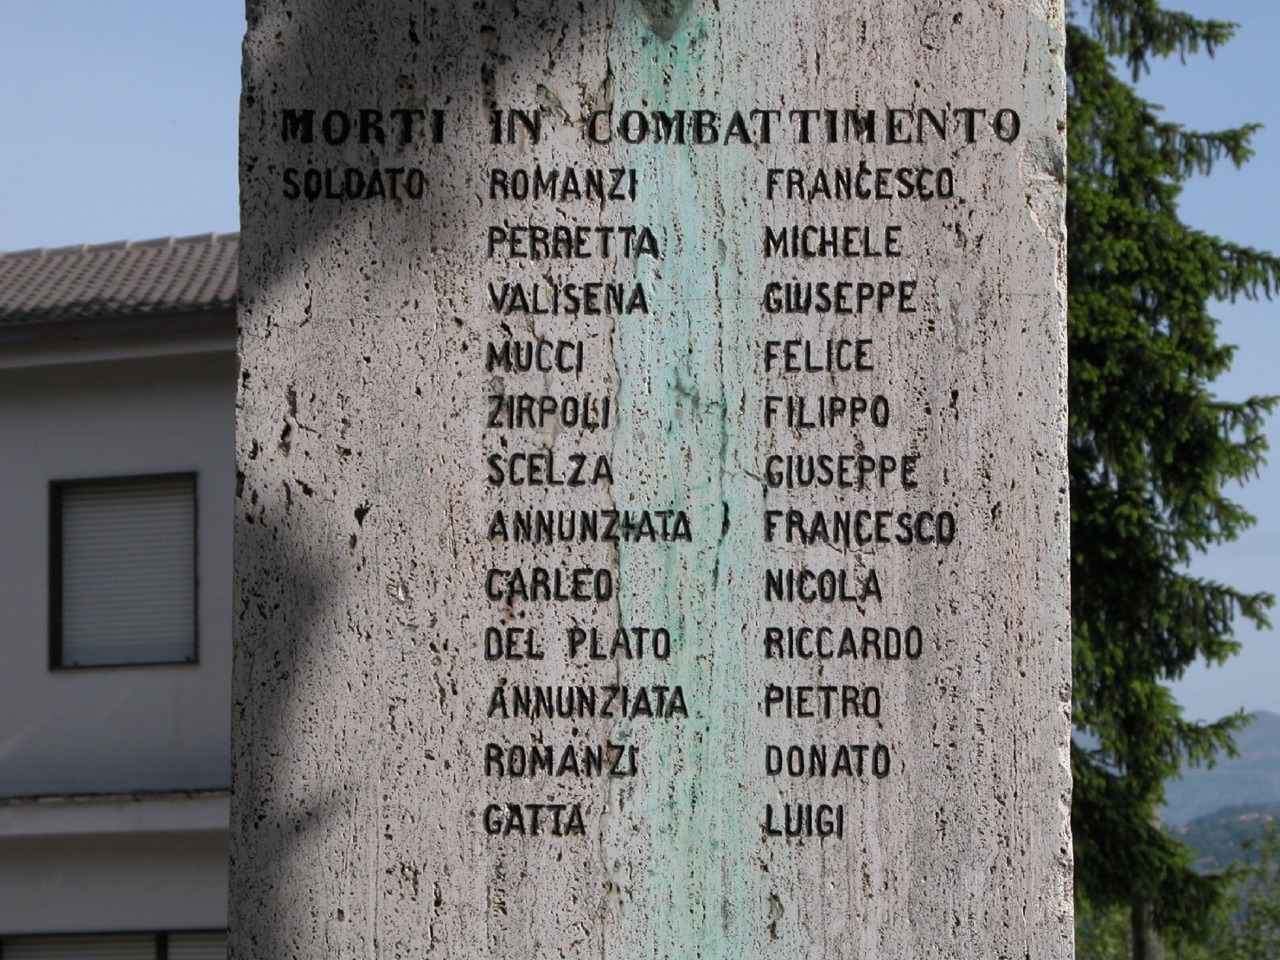 MORTI IN COMBATTIMENTO
SOLDATO ROMANZI FRANCESCO
PERRETTA MICHELE
VALISENA GIUSEPPE
MUCCI FELICE
ZIRPOLI FILIPPO
SCELZA GIUSEPPE
ANNUNZIATA FRANCESCO
CARLEO NICOLA
DEL PLATO RICCARDO
ANNUNZIATA PIETRO
ROMANZI DONATO
GATTA LUIGI